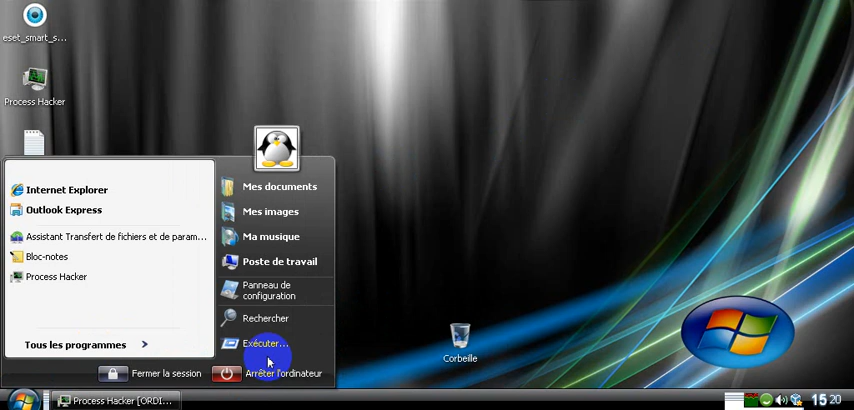 eset_smart_s...
Process Hacker
Internet Explorer
Outlook Express
Assistant Transfert de fichiers et de param...
Bloc-notes
Process Hacker
Tous les programmes
Mes documents
Mes images
Ma musique
Poste de travail
Panneau de
configuration
Rechercher
Exécuter...
Fermer la session
Arrêter l'ordinateur
Corbeille
Process Hacker [ORDI...
15 20